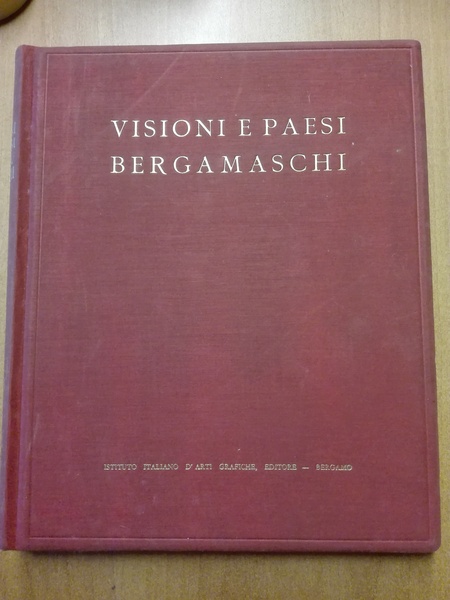 VISIONI E PAESI
BERGAMASCHI
ISTITUTO ITALIANO D'ARTI GRAFICHE, EDITORE — BERGAMO